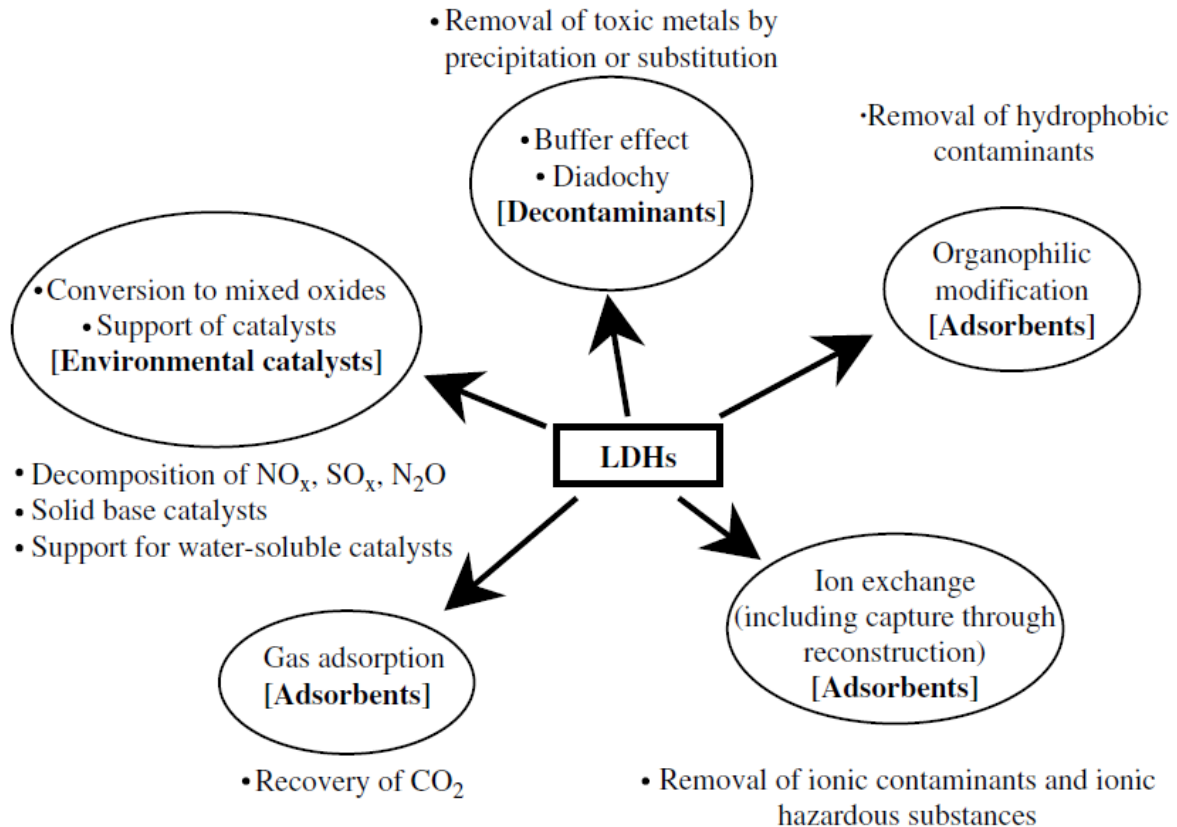 • Removal of toxic metals by
precipitation or substitution
• Buffer effect
• Diadochy
[Decontaminants]
·Removal of hydrophobic
contaminants
Organophilic
modification
[Adsorbents]
• Conversion to mixed oxides
• Support of catalysts
[Environmental catalysts]
• Decomposition of NOₓ, SOₓ, N₂O
• Solid base catalysts
• Support for water-soluble catalysts
LDHs
Gas adsorption
[Adsorbents]
• Recovery of CO₂
Ion exchange
(including capture through
reconstruction)
[Adsorbents]
• Removal of ionic contaminants and ionic
hazardous substances